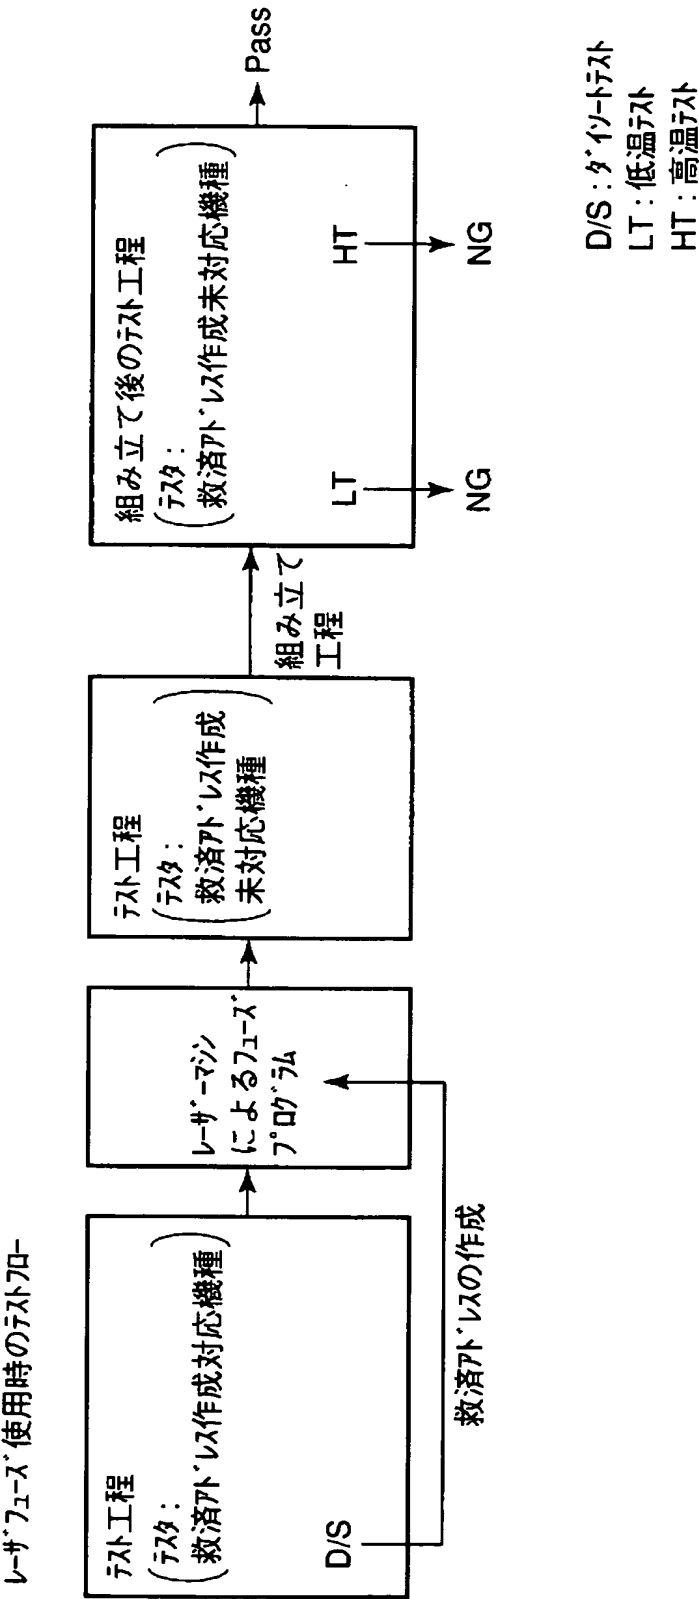 レーザフューズ使用時のテストフロー
テスト工程
テスタ：
救済アドレス作成対応機種
D/S
救済アドレスの作成
レーザーマシン
によるフューズ
プログラム
テスト工程
テスタ：
救済アドレス作成
未対応機種
組み立て
工程
組み立て後のテスト工程
テスタ：
救済アドレス作成未対応機種
LT
NG
HT
NG
Pass
D/S：ダイソートテスト
LT：低温テスト
HT：高温テスト